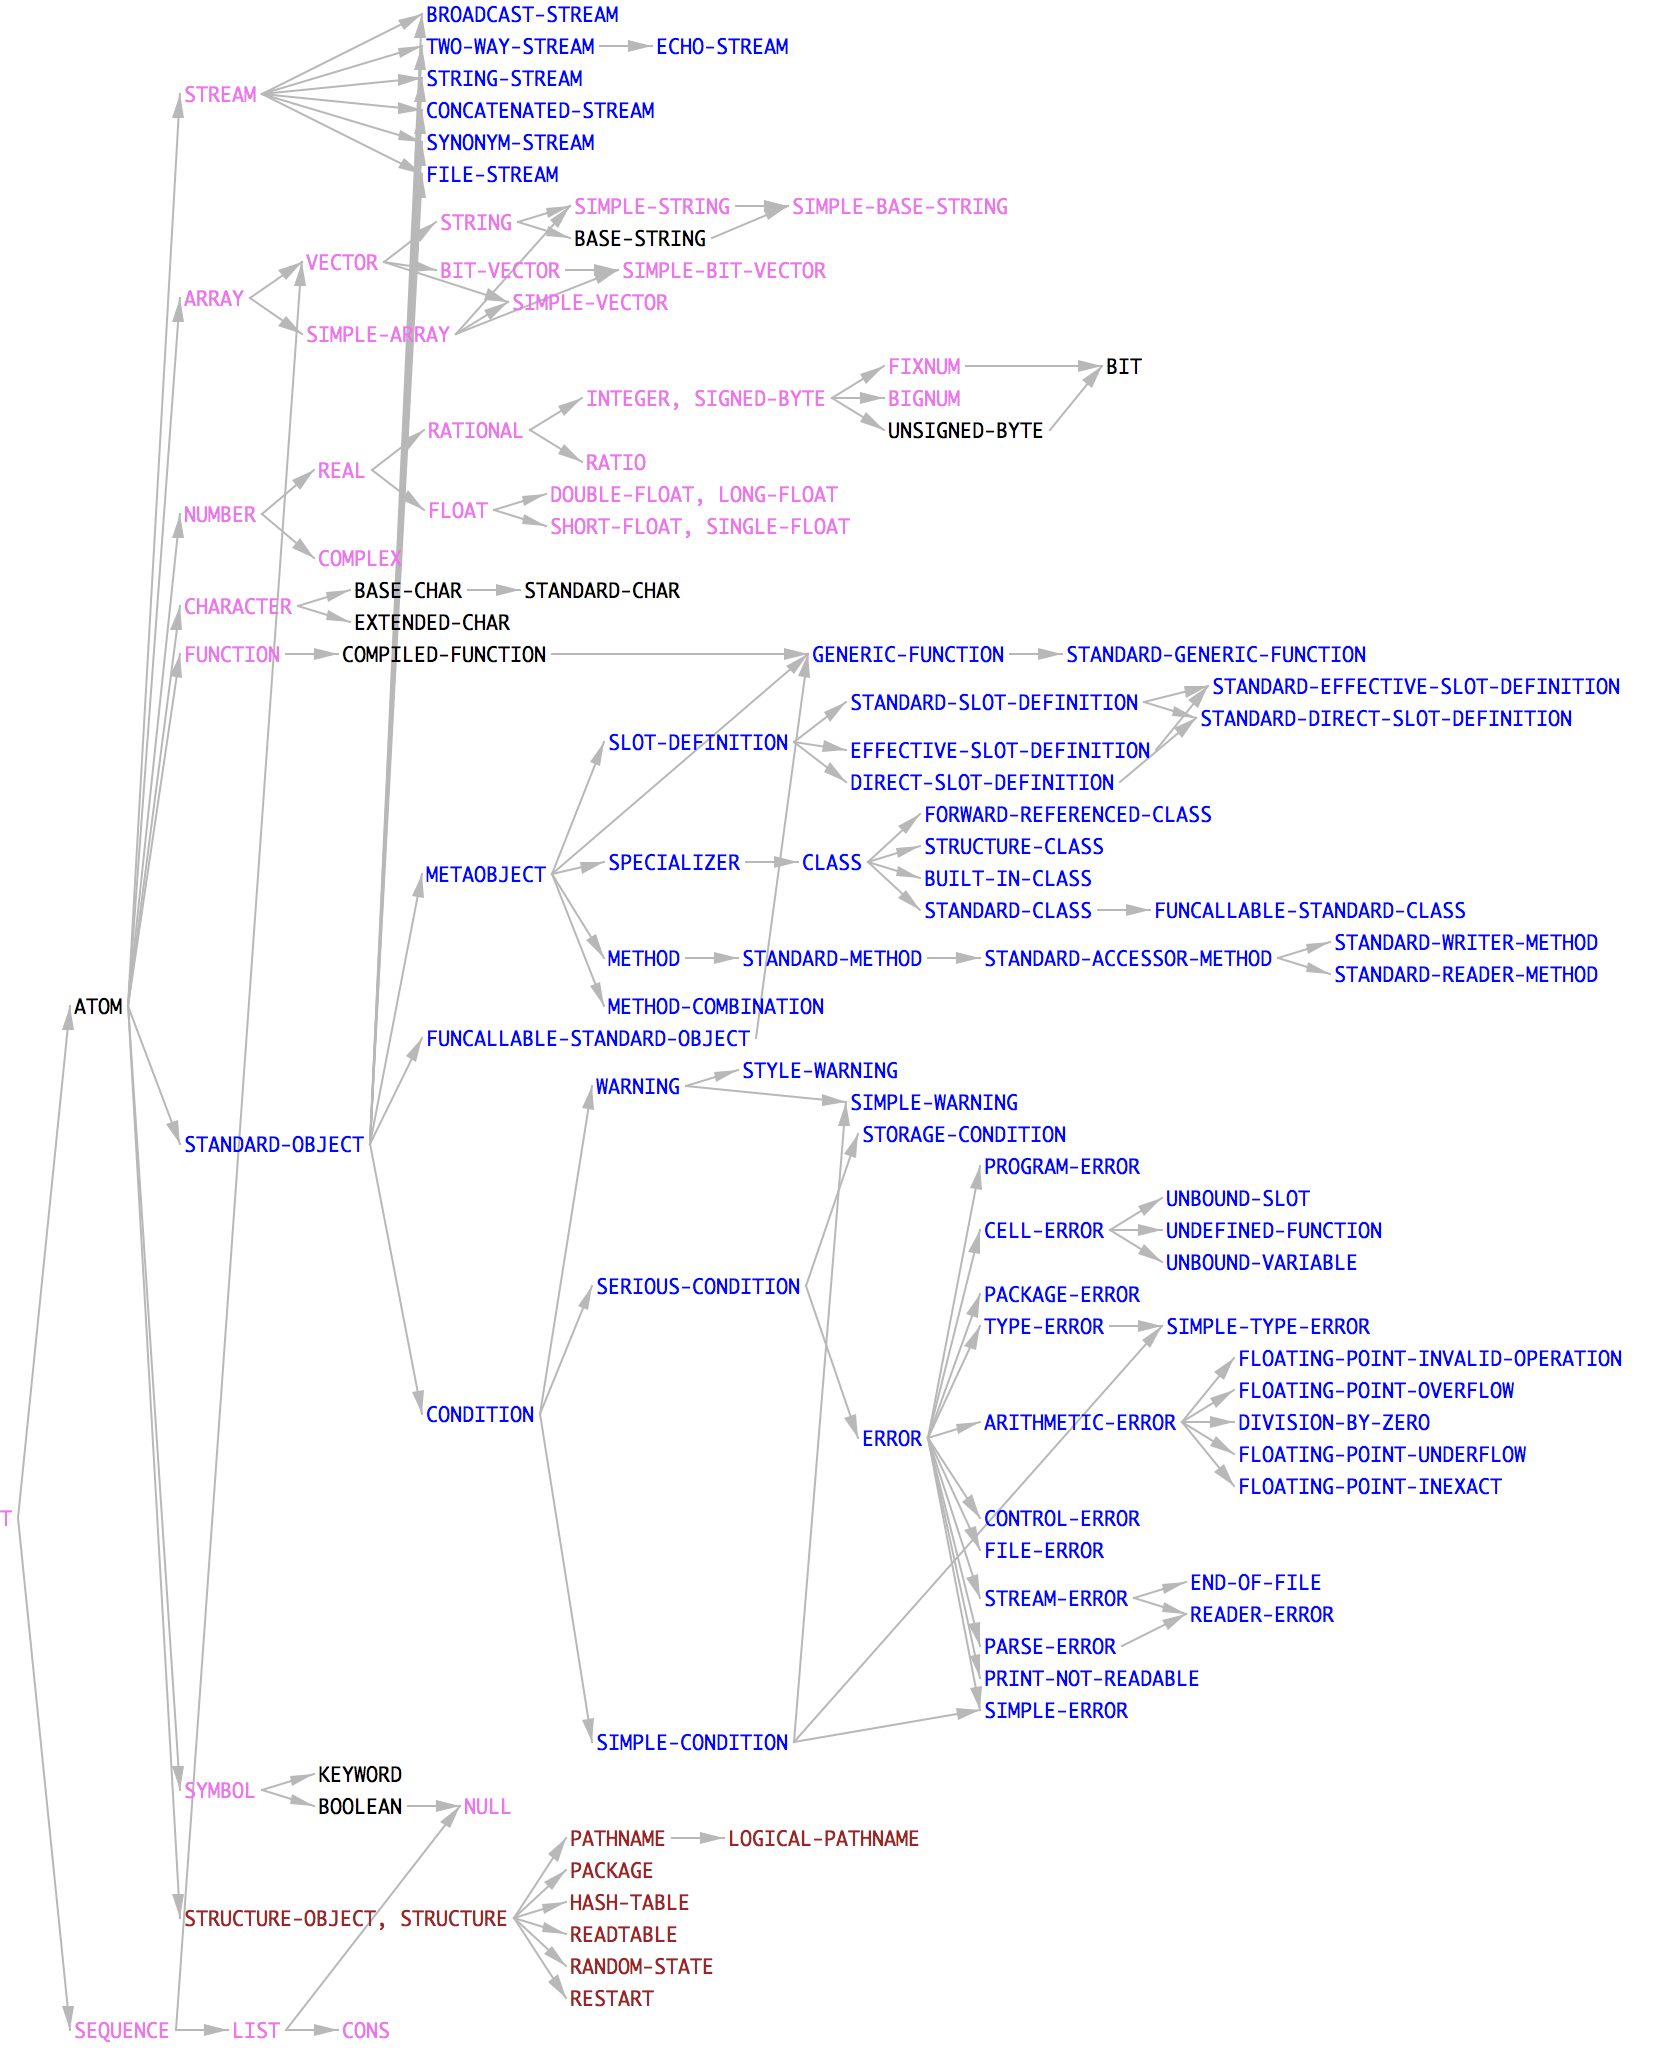 BROADCAST-STREAM
TWO-WAY-STREAM ECHO-STREAM
STRING-STREAM
STREAM
CONCATENATED-STREAM
SYNONYM-STREAM
FILE-STREAM
SIMPLE-STRING SIMPLE-BASE-STRING
STRING
BASE-STRING
VECTOR
BIT-VECTOR SIMPLE-BIT-VECTOR
ARRAY
SIMPLE-VECTOR
SIMPLE-ARRAY
FIXNUM BIT
INTEGER, SIGNED-BYTE BIGNUM
RATIONAL UNSIGNED-BYTE
RATIO
REAL
DOUBLE-FLOAT, LONG-FLOAT
FLOAT
NUMBER
SHORT-FLOAT, SINGLE-FLOAT
COMPLEX
BASE-CHAR STANDARD-CHAR
CHARACTER
EXTENDED-CHAR
FUNCTION COMPILED-FUNCTION GENERIC-FUNCTION STANDARD-GENERIC-FUNCTION
STANDARD-EFFECTIVE-SLOT-DEFINITION
STANDARD-SLOT-DEFINITION
STANDARD-DIRECT-SLOT-DEFINITION
SLOT-DEFINITION
EFFECTIVE-SLOT-DEFINITION
DIRECT-SLOT-DEFINITION
FORWARD-REFERENCED-CLASS
STRUCTURE-CLASS
SPECIALIZER CLASS
METAOBJECT
BUILT-IN-CLASS
STANDARD-CLASS FUNCALLABLE-STANDARD-CLASS
STANDARD-WRITER-METHOD
METHOD STANDARD-METHOD STANDARD-ACCESSOR-METHOD
STANDARD-READER-METHOD
ATOM METHOD-COMBINATION
FUNCALLABLE-STANDARD-OBJECT
STYLE-WARNING
WARNING
SIMPLE-WARNING
STORAGE-CONDITION
STANDARD-OBJECT
PROGRAM-ERROR
UNBOUND-SLOT
CELL-ERROR UNDEFINED-FUNCTION
UNBOUND-VARIABLE
SERIOUS-CONDITION
PACKAGE-ERROR
TYPE-ERROR SIMPLE-TYPE-ERROR
FLOATING-POINT-INVALID-OPERATION
FLOATING-POINT-OVERFLOW
CONDITION
ARITHMETIC-ERROR DIVISION-BY-ZERO
ERROR
FLOATING-POINT-UNDERFLOW
FLOATING-POINT-INEXACT
T CONTROL-ERROR
FILE-ERROR
END-OF-FILE
STREAM-ERROR
READER-ERROR
PARSE-ERROR
PRINT-NOT-READABLE
SIMPLE-ERROR
SIMPLE-CONDITION
KEYWORD
SYMBOL
BOOLEAN NULL
PATHNAME LOGICAL-PATHNAME
PACKAGE
HASH-TABLE
STRUCTURE-OBJECT, STRUCTURE
READTABLE
RANDOM-STATE
RESTART
SEQUENCE LIST CONS